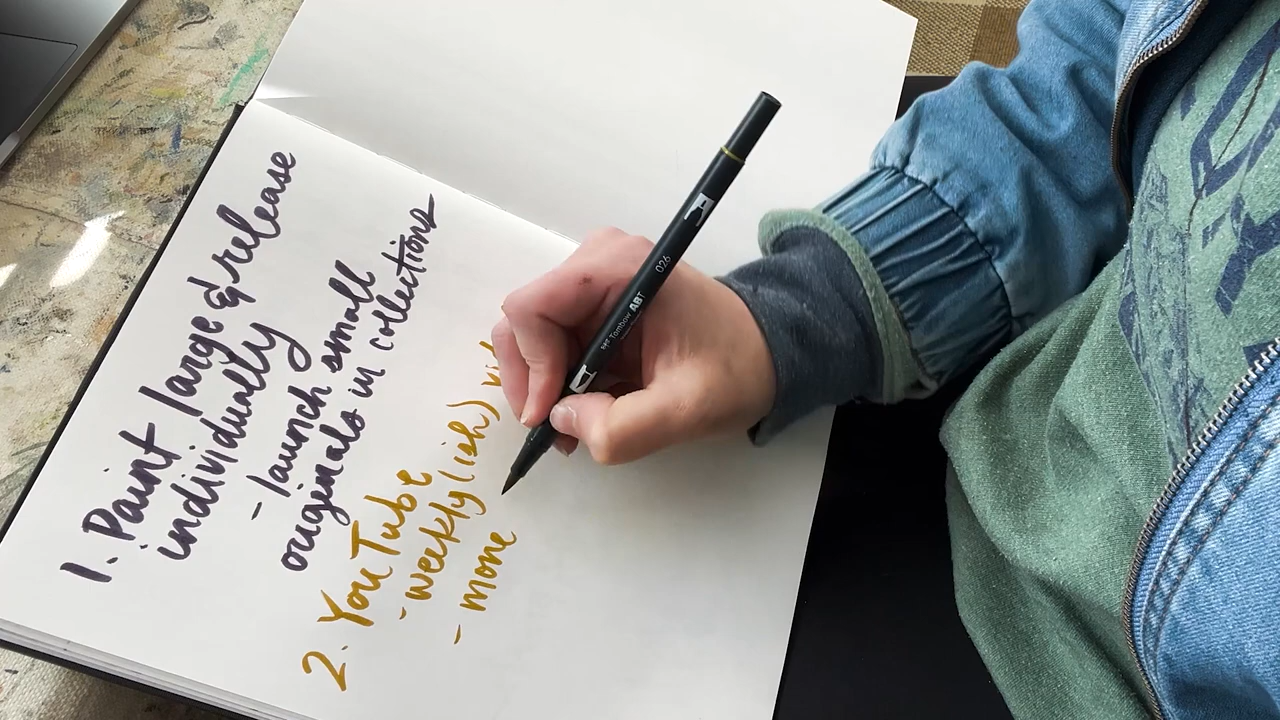 1. Paint large & release
individually
- launch small
originals in collections
2. YouTube
- weekly(ish)
- more
026
Tombow ABT